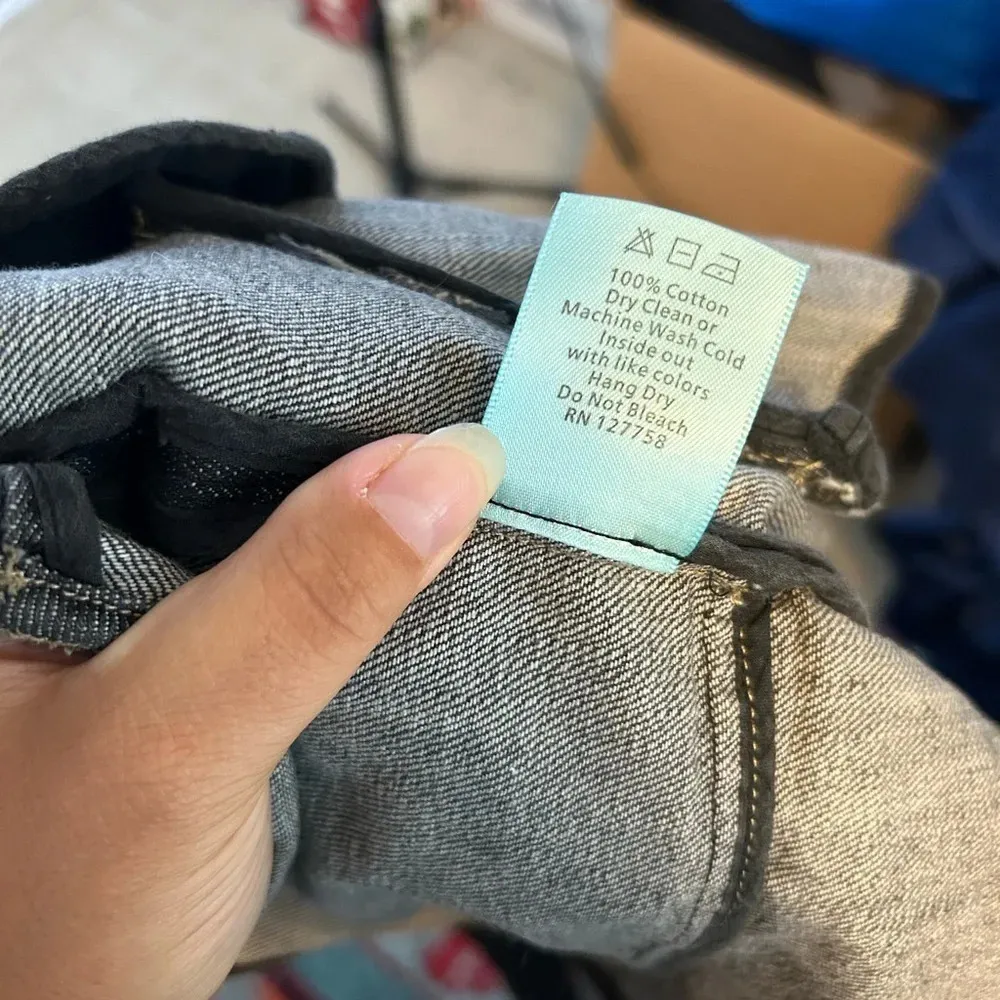 100% Cotton
Dry Clean or
Machine Wash Cold
Inside out
with like colors
Hang Dry
Do Not Bleach
RN 127758